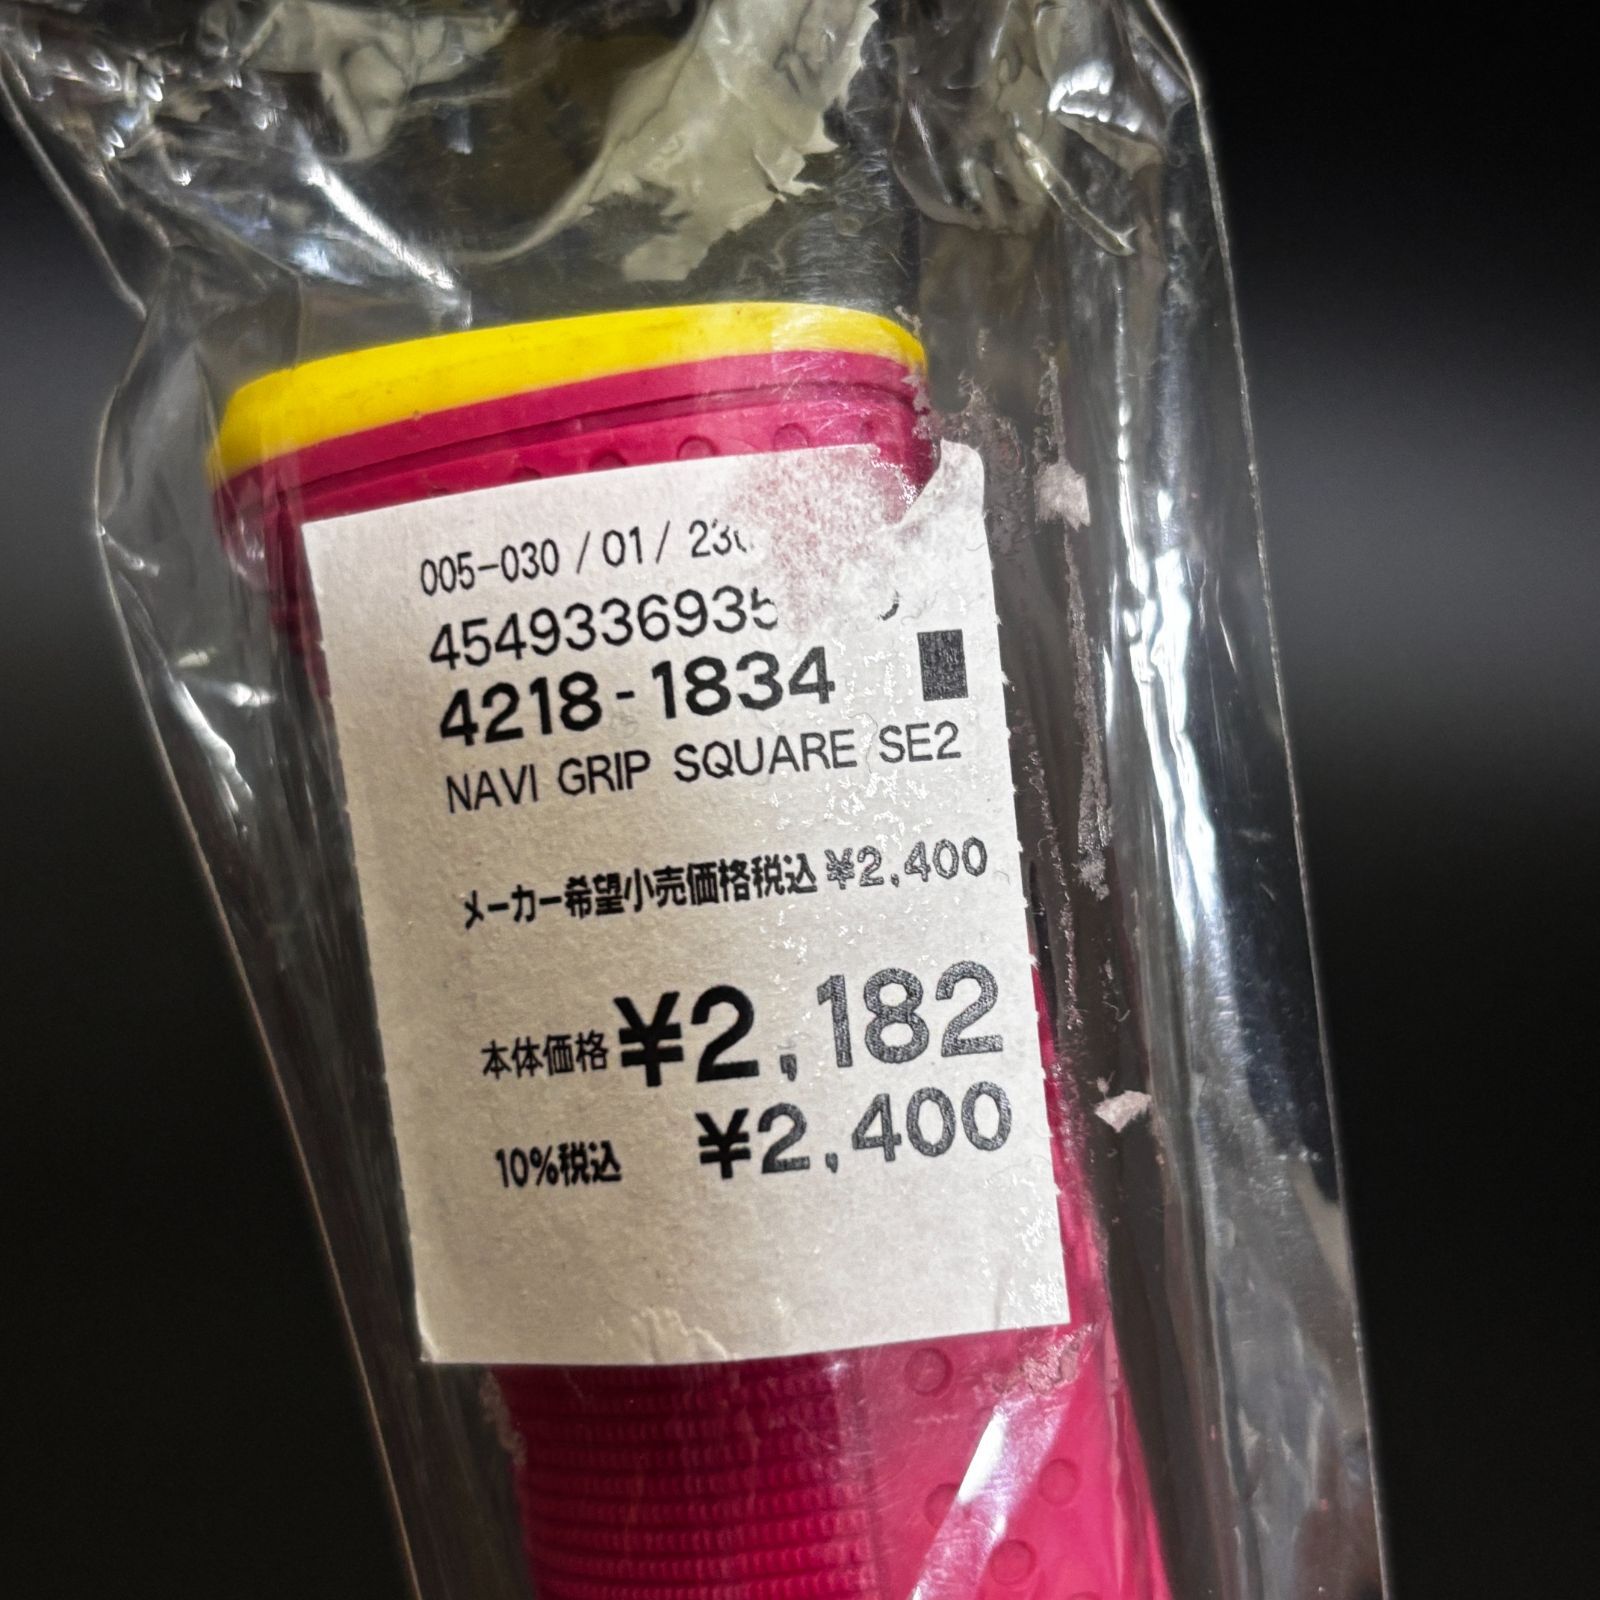 005-030 / 01 / 23
454933693
4218-1834 ■
NAVI GRIP SQUARE SE2
メーカー希望小売価格税込 ¥2,400
本体価格 ¥2,182
10%税込 ¥2,400